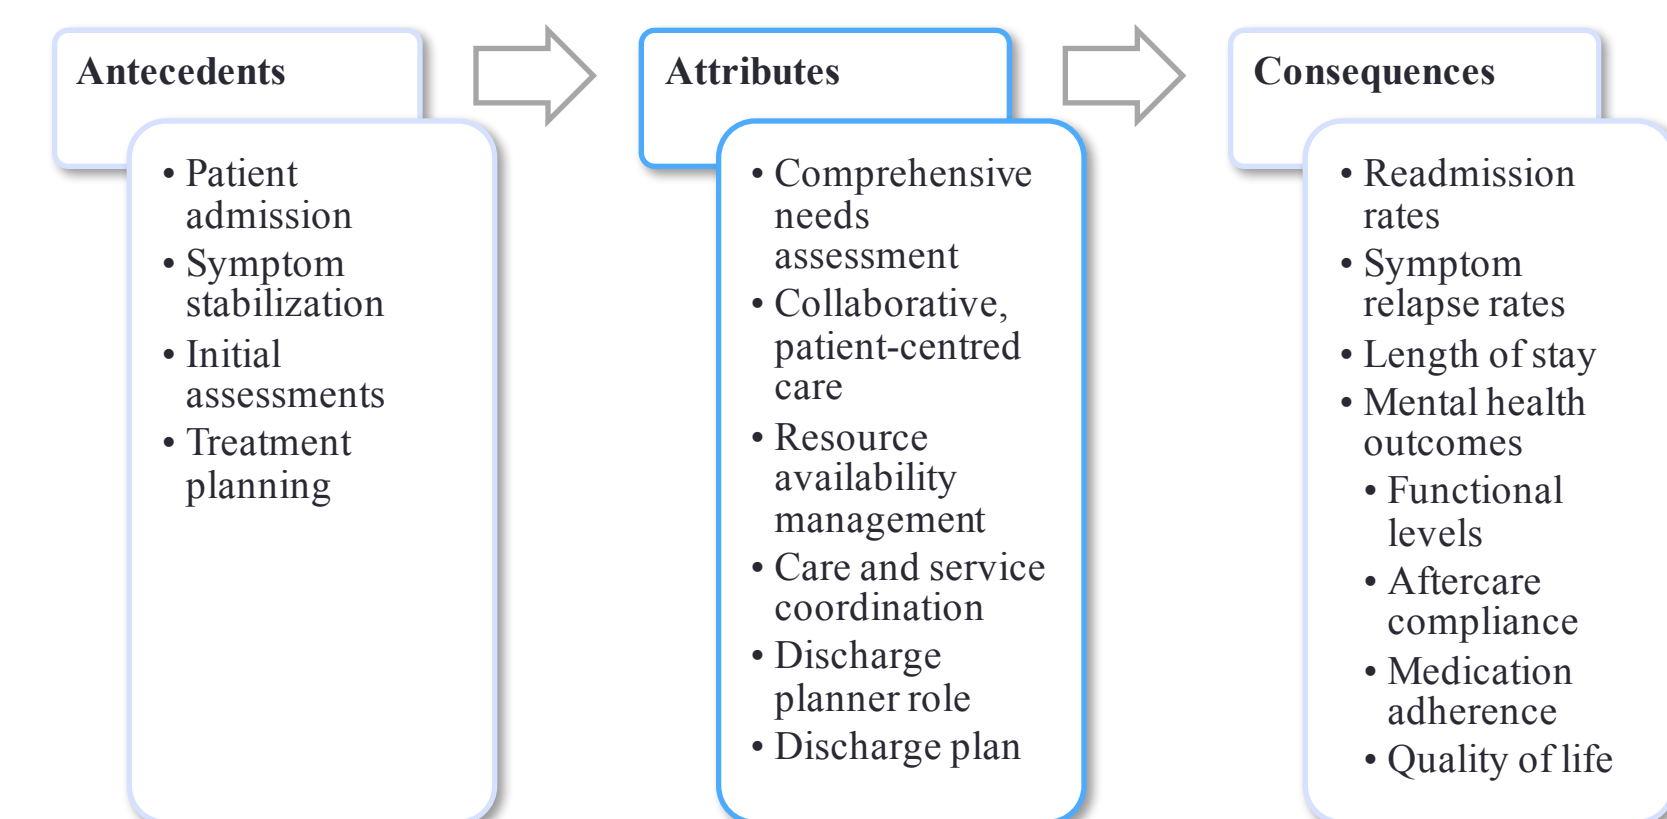 Antecedents
• Patient
admission
• Symptom
stabilization
• Initial
assessments
• Treatment
planning
Attributes
• Comprehensive
needs
assessment
• Collaborative,
patient-centred
care
• Resource
availability
management
• Care and service
coordination
• Discharge
planner role
• Discharge plan
Consequences
• Readmission
rates
• Symptom
relapse rates
• Length of stay
• Mental health
outcomes
• Functional
levels
• Aftercare
compliance
• Medication
adherence
• Quality of life